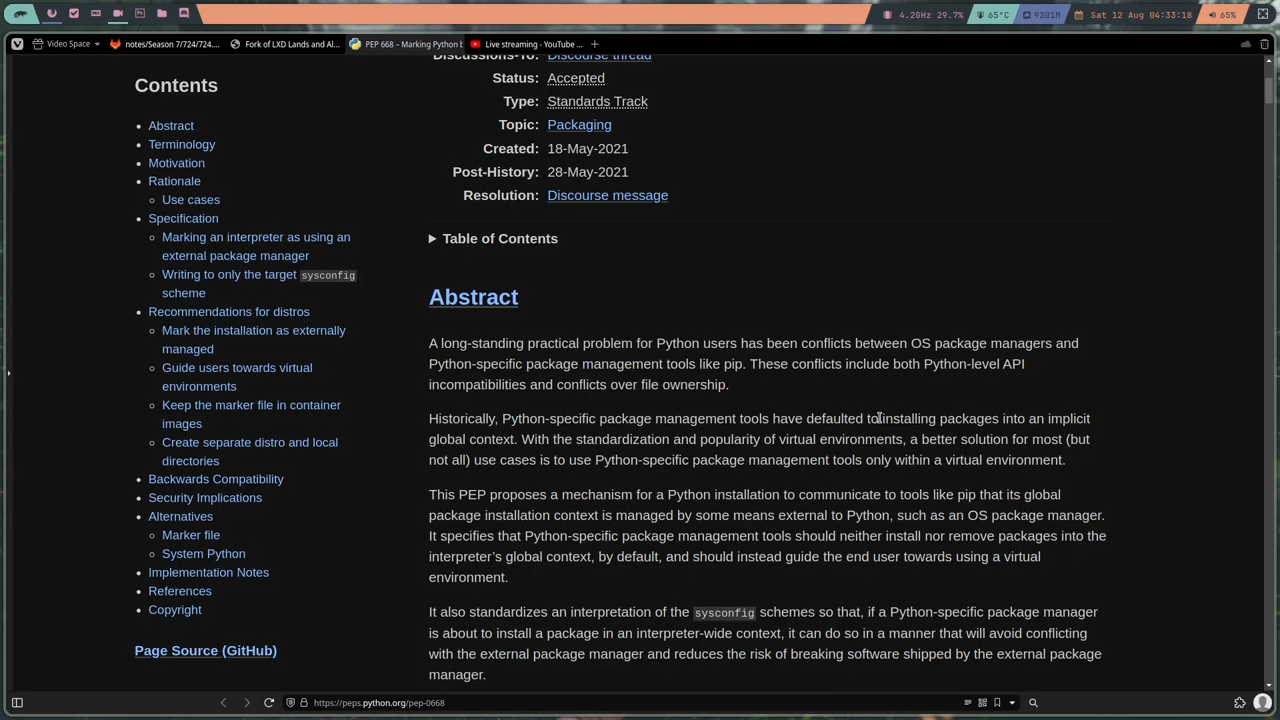 4.2GHz 29.7%
65°C
930iM
Sat 12 Aug 04:33:18
65%
Video Space
notes/Season 7/724/724....
Fork of LXD Lands and Al...
PEP 668 – Marking Python b
Live streaming - YouTube ...
Contents
Abstract
Terminology
Motivation
Rationale
Use cases
Specification
Marking an interpreter as using an
external package manager
Writing to only the target sysconfig
scheme
Recommendations for distros
Mark the installation as externally
managed
Guide users towards virtual
environments
Keep the marker file in container
images
Create separate distro and local
directories
Backwards Compatibility
Security Implications
Alternatives
Marker file
System Python
Implementation Notes
References
Copyright
Page Source (GitHub)
Discussions-To: Discourse thread
Status: Accepted
Type: Standards Track
Topic: Packaging
Created: 18-May-2021
Post-History: 28-May-2021
Resolution: Discourse message
Table of Contents
Abstract
A long-standing practical problem for Python users has been conflicts between OS package managers and
Python-specific package management tools like pip. These conflicts include both Python-level API
incompatibilities and conflicts over file ownership.
Historically, Python-specific package management tools have defaulted to installing packages into an implicit
global context. With the standardization and popularity of virtual environments, a better solution for most (but
not all) use cases is to use Python-specific package management tools only within a virtual environment.
This PEP proposes a mechanism for a Python installation to communicate to tools like pip that its global
package installation context is managed by some means external to Python, such as an OS package manager.
It specifies that Python-specific package management tools should neither install nor remove packages into the
interpreter’s global context, by default, and should instead guide the end user towards using a virtual
environment.
It also standardizes an interpretation of the sysconfig schemes so that, if a Python-specific package manager
is about to install a package in an interpreter-wide context, it can do so in a manner that will avoid conflicting
with the external package manager and reduces the risk of breaking software shipped by the external package
manager.
https://peps.python.org/pep-0668